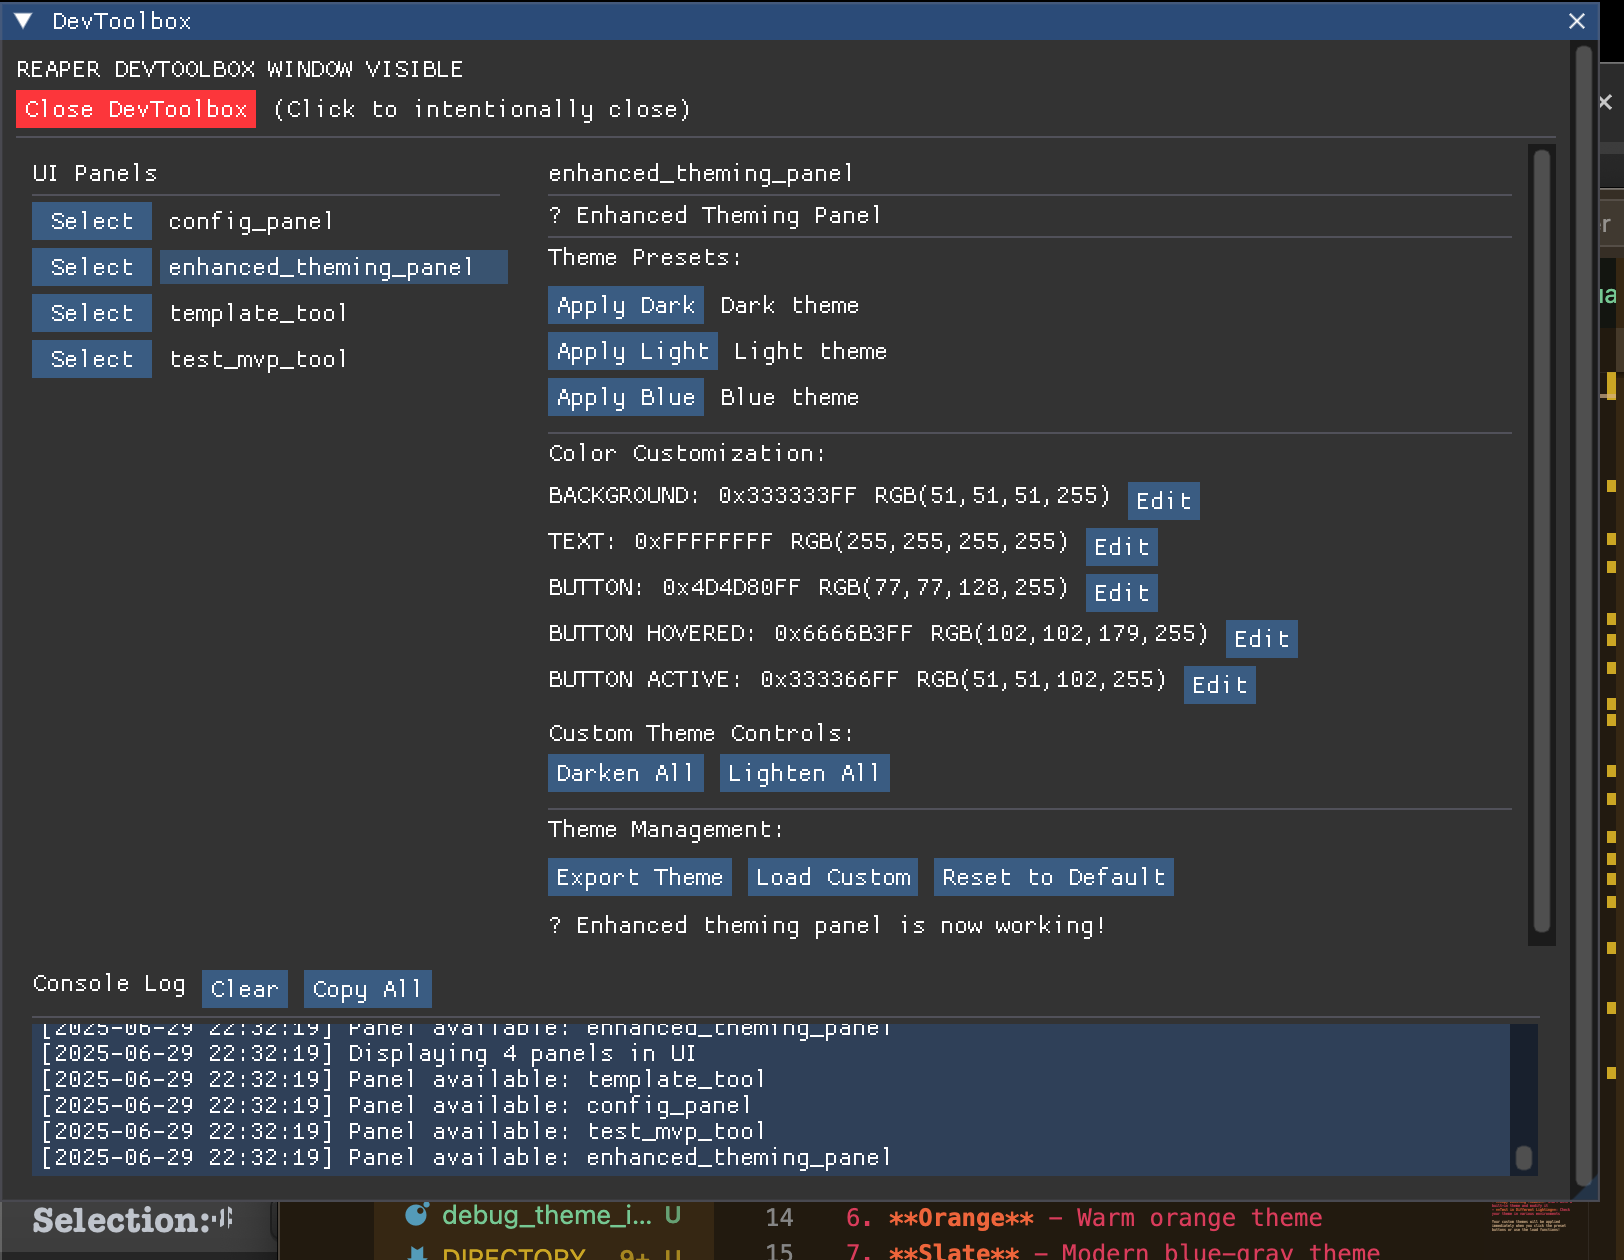 DevToolbox
REAPER DEVTOOLBOX WINDOW VISIBLE
Close DevToolbox (Click to intentionally close)
UI Panels
Select config_panel
Select enhanced_theming_panel
Select template_tool
Select test_mvp_tool
enhanced_theming_panel
? Enhanced Theming Panel
Theme Presets:
Apply Dark Dark theme
Apply Light Light theme
Apply Blue Blue theme
Color Customization:
BACKGROUND: 0x333333FF RGB(51,51,51,255) Edit
TEXT: 0xFFFFFFFF RGB(255,255,255,255) Edit
BUTTON: 0x4D4D80FF RGB(77,77,128,255) Edit
BUTTON HOVERED: 0x6666B3FF RGB(102,102,179,255) Edit
BUTTON ACTIVE: 0x333366FF RGB(51,51,102,255) Edit
Custom Theme Controls:
Darken All Lighten All
Theme Management:
Export Theme Load Custom Reset to Default
? Enhanced theming panel is now working!
Console Log Clear Copy All
[2025-06-29 22:32:19] Panel available: enhanced_theming_panel
[2025-06-29 22:32:19] Displaying 4 panels in UI
[2025-06-29 22:32:19] Panel available: template_tool
[2025-06-29 22:32:19] Panel available: config_panel
[2025-06-29 22:32:19] Panel available: test_mvp_tool
[2025-06-29 22:32:19] Panel available: enhanced_theming_panel
Selection:
debug_theme_i... U
DIRECTORY 9+ U
14 6. **Orange** - Warm orange theme
15 7. **Slate** - Modern blue-gray theme